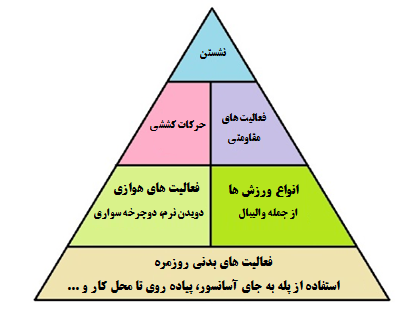 نشستن
فعالیت‌های
مقاومتی
حرکات کششی
انواع ورزش ها
از جمله والیبال
فعالیت های هوازی
دویدن نرم، دوچرخه سواری
فعالیت های بدنی روزمره
استفاده از پله به جای آسانسور، پیاده روی تا محل کار و ...